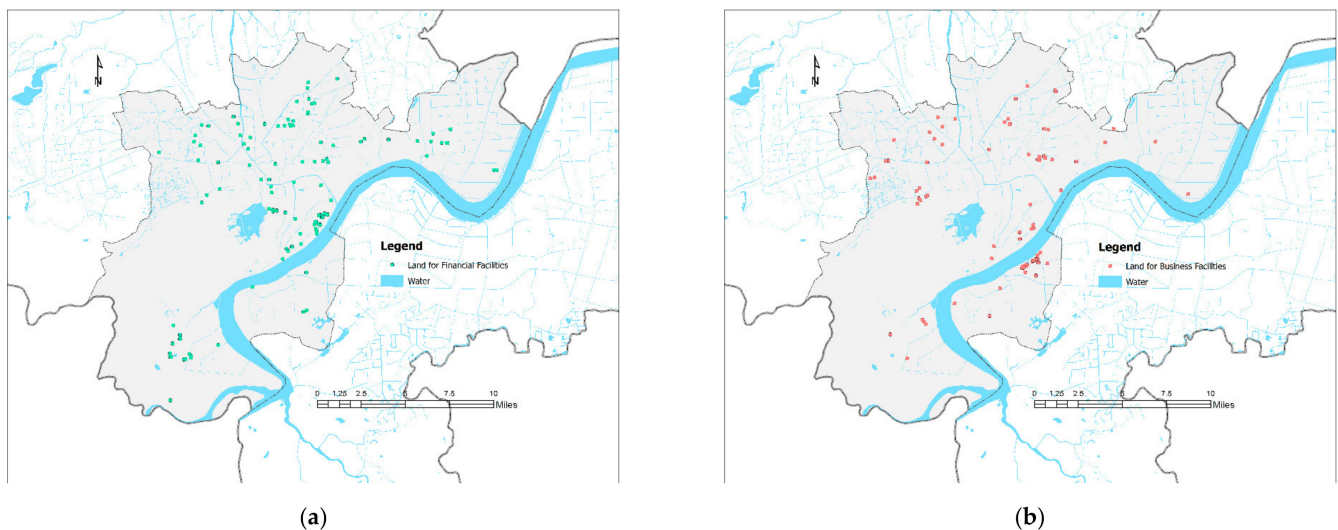 N
Legend
Land for Financial Facilities
Water
0 1.25 2.5 5 7.5 10
Miles
(a)
N
Legend
Land for Business Facilities
Water
0 1.25 2.5 5 7.5 10
Miles
(b)